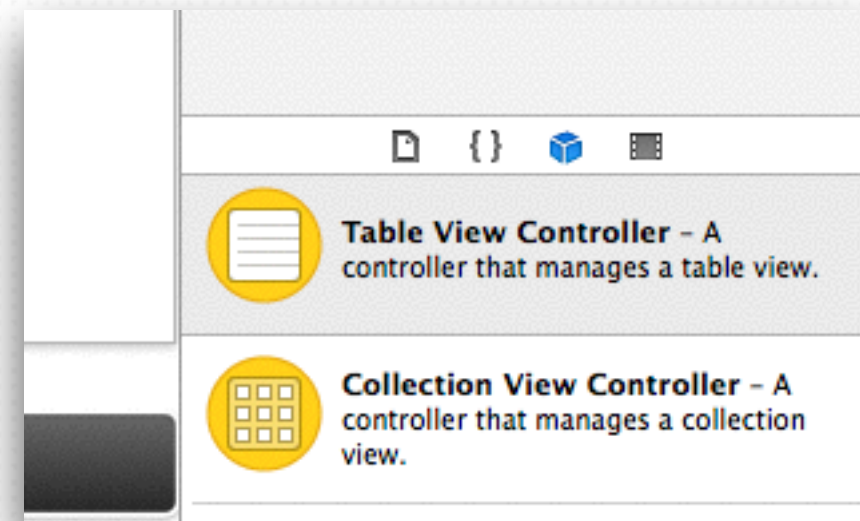 { }
Table View Controller – A
controller that manages a table view.
Collection View Controller – A
controller that manages a collection
view.